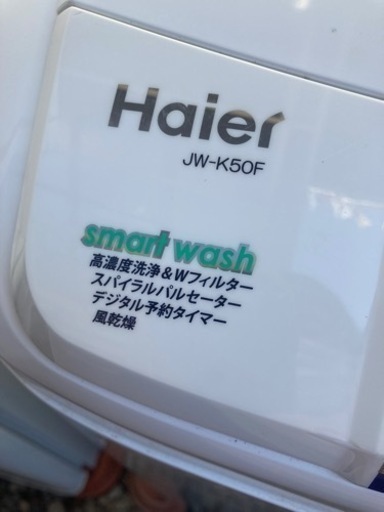 Haier
JW-K50F
smart wash
高濃度洗浄&Wフィルター
スパイラルパルセーター
デジタル予約タイマー
風乾燥